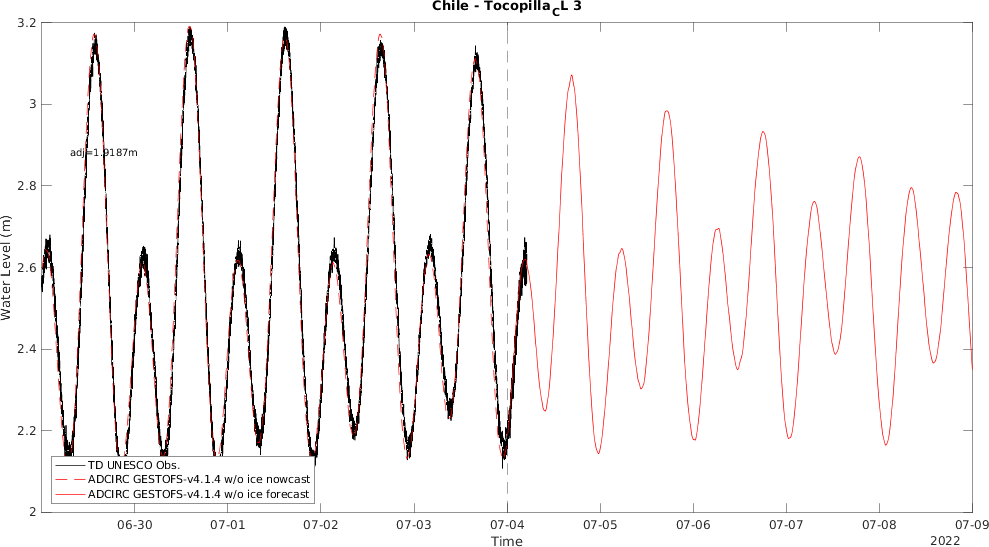 Chile - Tocopilla_CL 3
3.2
3
2.8
2.6
2.4
2.2
2
Water Level (m)
adj=1.9187m
TD UNESCO Obs.
ADCIRC GESTOFS-v4.1.4 w/o ice nowcast
ADCIRC GESTOFS-v4.1.4 w/o ice forecast
06-30
07-01
07-02
07-03
07-04
07-05
07-06
07-07
07-08
07-09
Time
2022